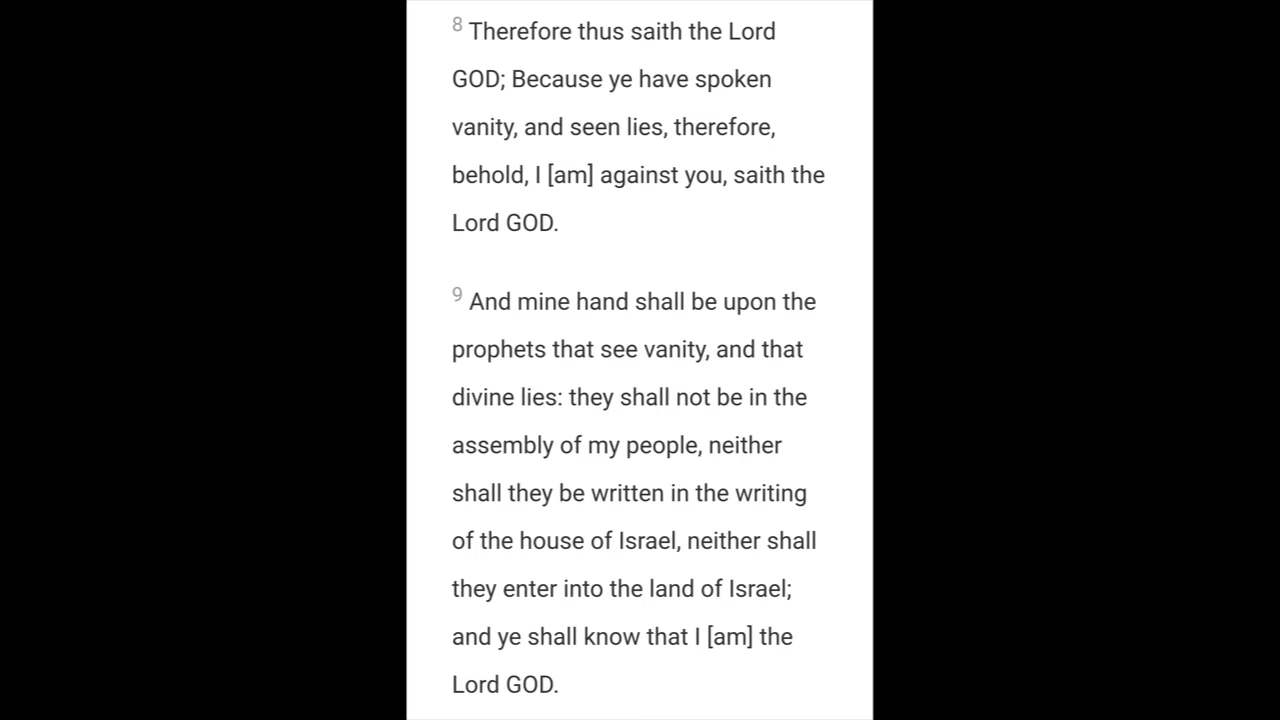 8 Therefore thus saith the Lord
GOD; Because ye have spoken
vanity, and seen lies, therefore,
behold, I [am] against you, saith the
Lord GOD.
9 And mine hand shall be upon the
prophets that see vanity, and that
divine lies: they shall not be in the
assembly of my people, neither
shall they be written in the writing
of the house of Israel, neither shall
they enter into the land of Israel;
and ye shall know that I [am] the
Lord GOD.